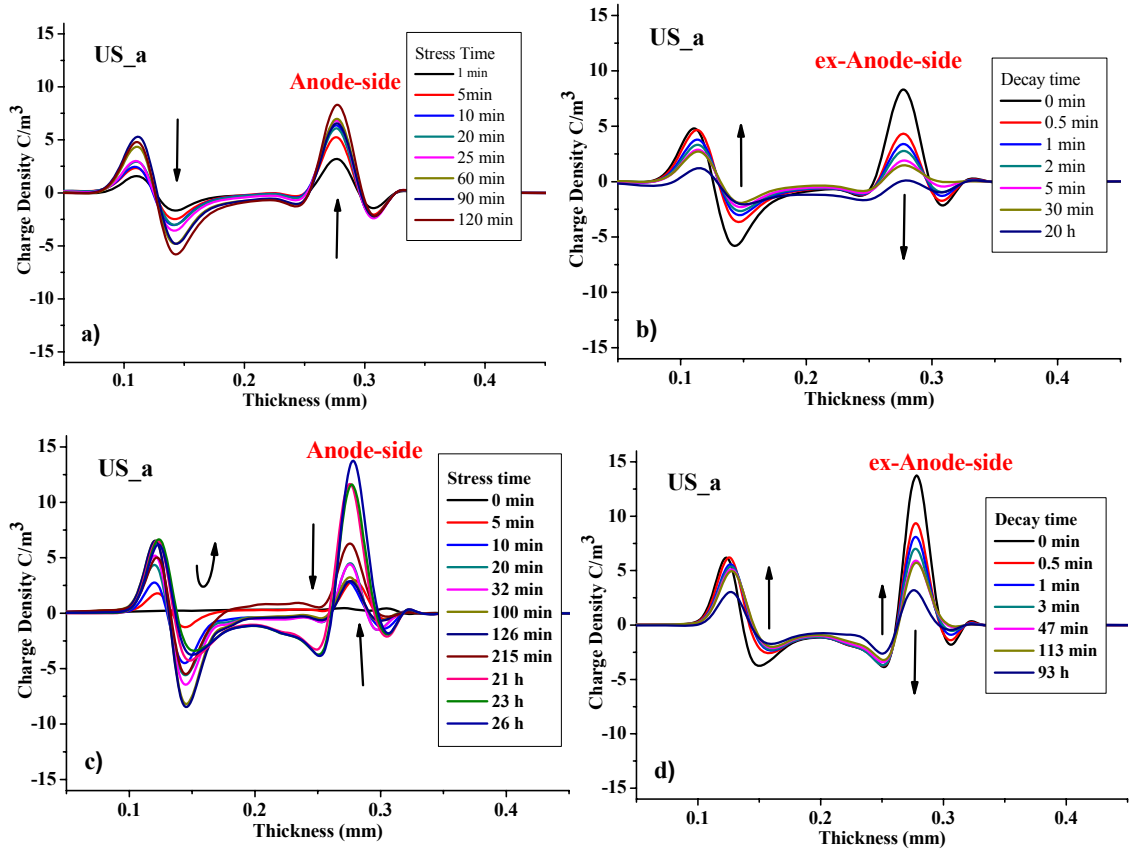 US_a
Anode-side
Stress Time
1 min
5min
10 min
20 min
25 min
60 min
90 min
120 min
15
10
5
0
-5
-10
-15
Charge Density C/m³
a)
0.1 0.2 0.3 0.4
Thickness (mm)
US_a
ex-Anode-side
Decay time
0 min
0.5 min
1 min
2 min
5 min
30 min
20 h
15
10
5
0
-5
-10
-15
Charge Density C/m³
b)
0.1 0.2 0.3 0.4
Thickness (mm)
US_a
Anode-side
Stress time
0 min
5 min
10 min
20 min
32 min
100 min
126 min
215 min
21 h
23 h
26 h
15
10
5
0
-5
-10
-15
Charge Density C/m³
c)
0.1 0.2 0.3 0.4
Thickness (mm)
US_a
ex-Anode-side
Decay time
0 min
0.5 min
1 min
3 min
47 min
113 min
93 h
15
10
5
0
-5
-10
-15
Charge Density C/m³
d)
0.1 0.2 0.3 0.4
Thickness (mm)